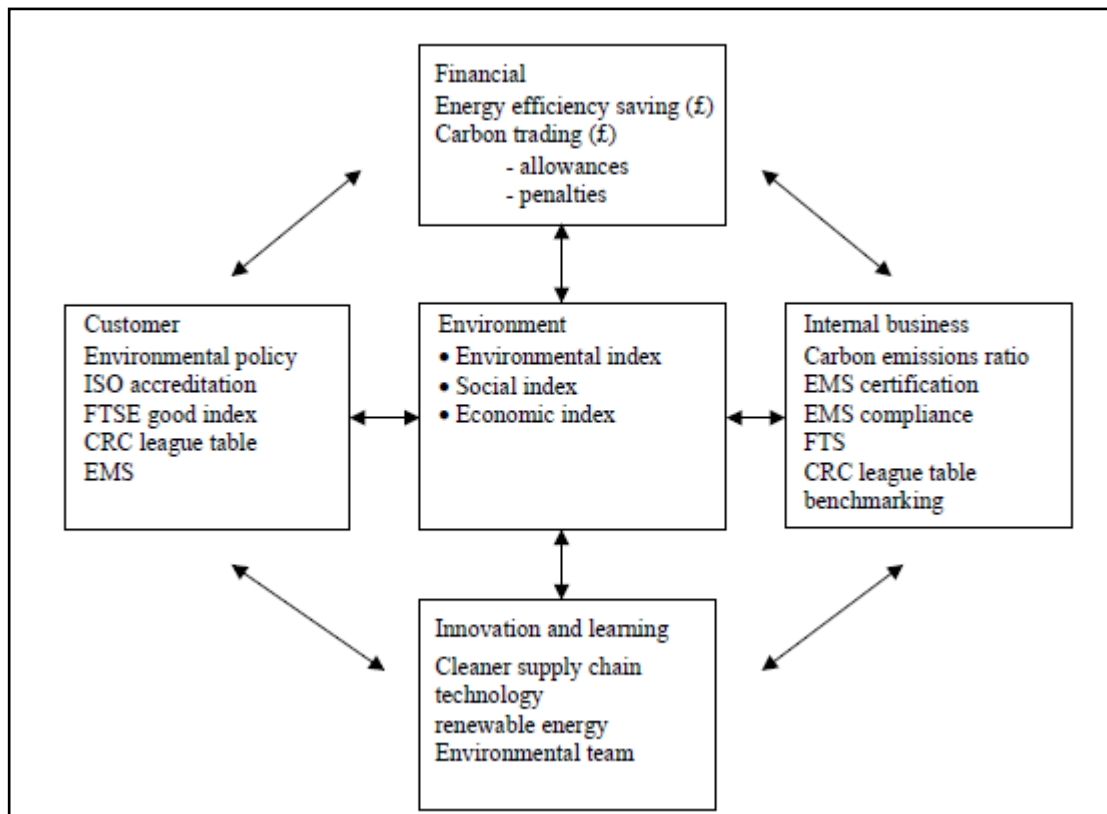 Financial
Energy efficiency saving (£)
Carbon trading (£)
- allowances
- penalties
Customer
Environmental policy
ISO accreditation
FTSE good index
CRC league table
EMS
Environment
• Environmental index
• Social index
• Economic index
Internal business
Carbon emissions ratio
EMS certification
EMS compliance
FTS
CRC league table
benchmarking
Innovation and learning
Cleaner supply chain
technology
renewable energy
Environmental team